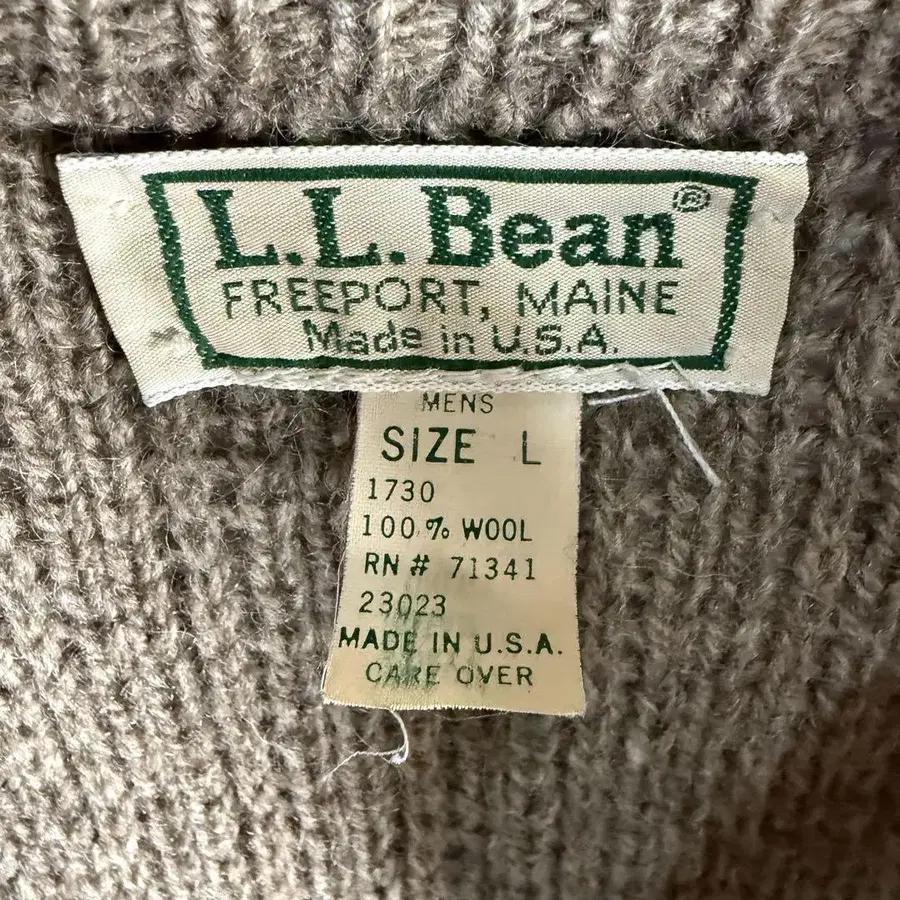 L.L.Bean®
FREEPORT, MAINE
Made in U.S.A.
MENS
SIZE L
1730
100% WOOL
RN # 71341
23023
MADE IN U.S.A.
CARE OVER